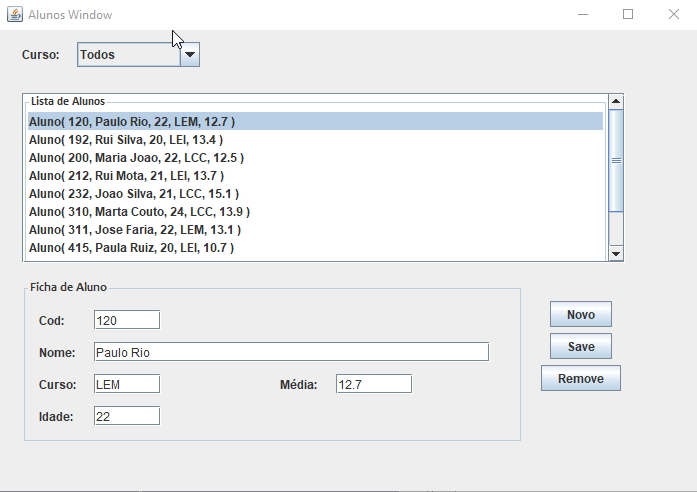 Alunos Window
Curso: Todos
Lista de Alunos
Aluno( 120, Paulo Rio, 22, LEM, 12.7 )
Aluno( 192, Rui Silva, 20, LEI, 13.4 )
Aluno( 200, Maria Joao, 22, LCC, 12.5 )
Aluno( 212, Rui Mota, 21, LEI, 13.7 )
Aluno( 232, Joao Silva, 21, LCC, 15.1 )
Aluno( 310, Marta Couto, 24, LCC, 13.9 )
Aluno( 311, Jose Faria, 22, LEM, 13.1 )
Aluno( 415, Paula Ruiz, 20, LEI, 10.7 )
Ficha de Aluno
Cod: 120
Nome: Paulo Rio
Curso: LEM Média: 12.7
Idade: 22
Novo
Save
Remove